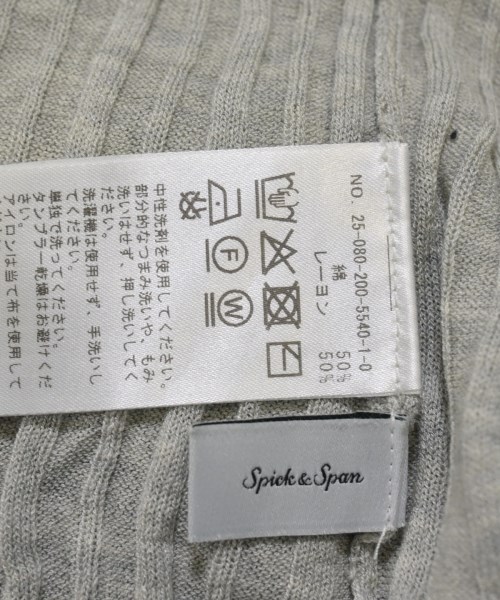 NO. 25-080-200-5540-1-0
綿 50%
レーヨン 50%
中性洗剤を使用してください。
部分的なつまみ洗いや、もみ
洗いはせず、押し洗いしてく
ださい。
洗濯機は使用せず、手洗いし
てください。
単独で洗ってください。
タンブラー乾燥はお避けくだ
さい。
アイロンは当て布を使用して
Spick & Span